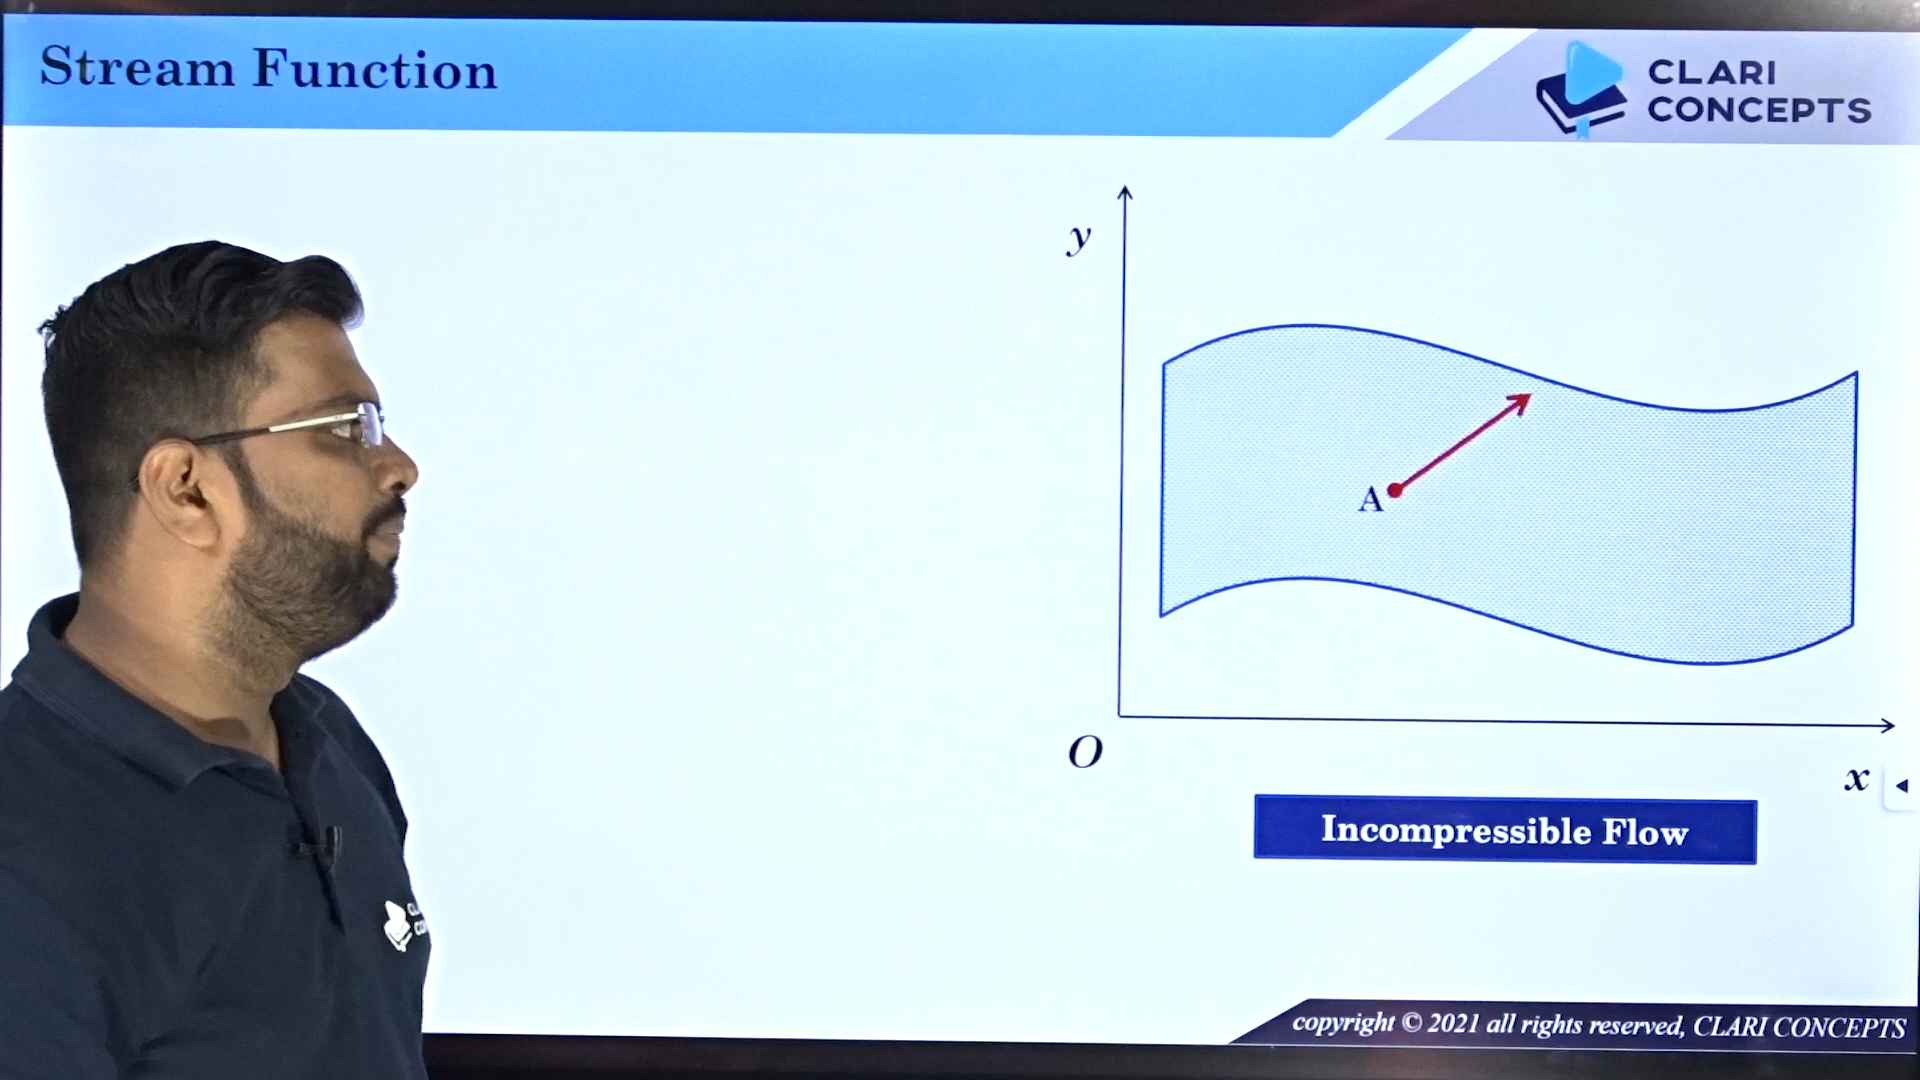 Stream Function
CLARI
CONCEPTS
y
A
O
x
Incompressible Flow
copyright © 2021 all rights reserved, CLARI CONCEPTS